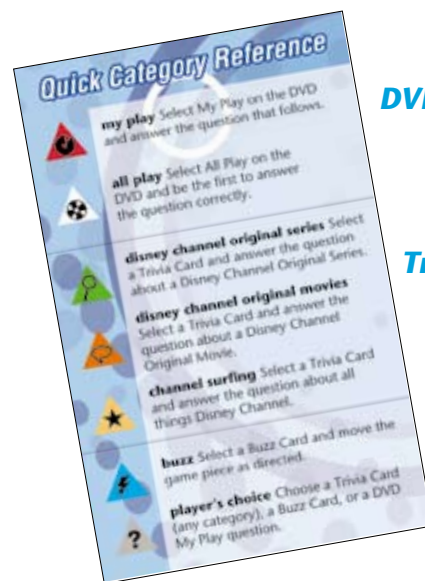 Quick Category Reference
my play Select My Play on the DVD
and answer the question that follows.
all play Select All Play on the
DVD and be the first to answer
the question correctly.
disney channel original series Select
a Trivia Card and answer the question
about a Disney Channel Original Series.
disney channel original movies
Select a Trivia Card and answer the
question about a Disney Channel
Original Movie.
channel surfing Select a Trivia Card
and answer the question about all
things Disney Channel.
buzz Select a Buzz Card and move the
game piece as directed.
player's choice Choose a Trivia Card
(any category), a Buzz Card, or a DVD
My Play question.
?